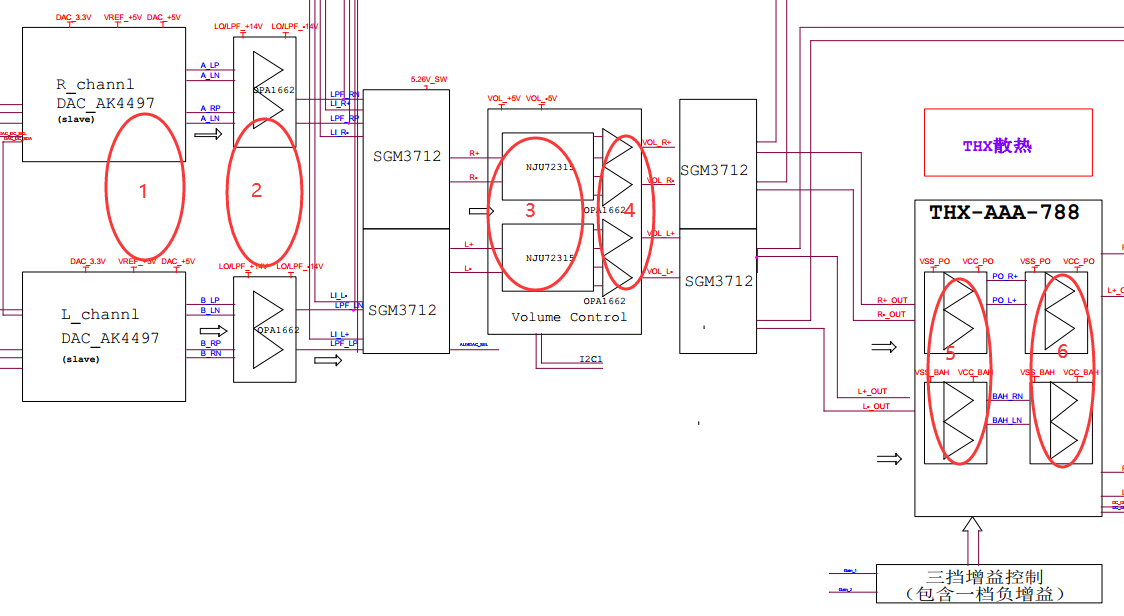 DAC_3.3V VREF_+5V DAC_+5V
R_channl
DAC_AK4497
(slave)
A_LP
A_LN
A_RP
A_LN
1
LO/LPF_+14V LO/LPF_-14V
OPA1662
2
DAC_3.3V VREF_+5V DAC_+5V
L_channl
DAC_AK4497
(slave)
B_LP
B_LN
B_RP
B_RN
LO/LPF_+14V LO/LPF_-14V
OPA1662
LPF_RN
LI_R+
LPF_RP
LI_R-
LI_L-
LPF_LN
LI_L+
LPF_LP
5.26V_SW
SGM3712
SGM3712
R+
R-
L+
L-
VOL_+5V VOL_-5V
NJU72315
3
NJU72315
OPA1662
4
OPA1662
Volume Control
I2C1
VOL_R+
VOL_R-
VOL_L+
VOL_L-
SGM3712
SGM3712
THX散热
THX-AAA-788
VSS_PO VCC_PO VSS_PO VCC_PO
PO_R+
PO_L+
R+_OUT
R-_OUT
5
6
VSS_BAH VCC_BAH VSS_BAH VCC_BAH
BAH_RN
BAH_LN
L+_OUT
L-_OUT
Gain_1
Gain_2
三挡增益控制
(包含一档负增益)